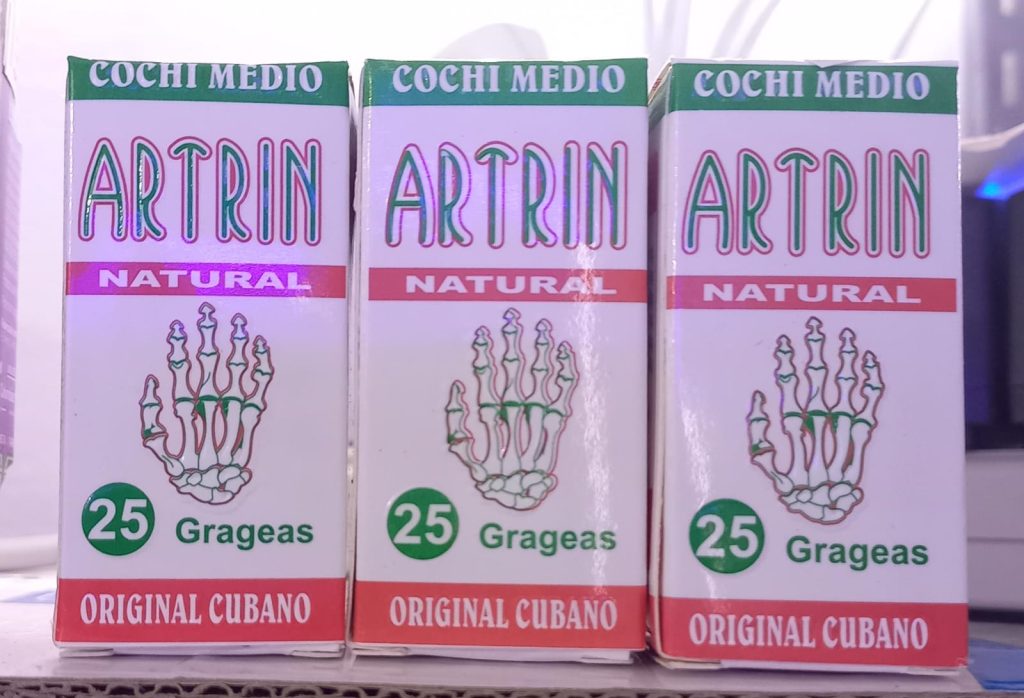 COCHI MEDIO
ARTRIN
NATURAL
25 Grageas
ORIGINAL CUBANO
COCHI MEDIO
ARTRIN
NATURAL
25 Grageas
ORIGINAL CUBANO
COCHI MEDIO
ARTRIN
NATURAL
25 Grageas
ORIGINAL CUBANO